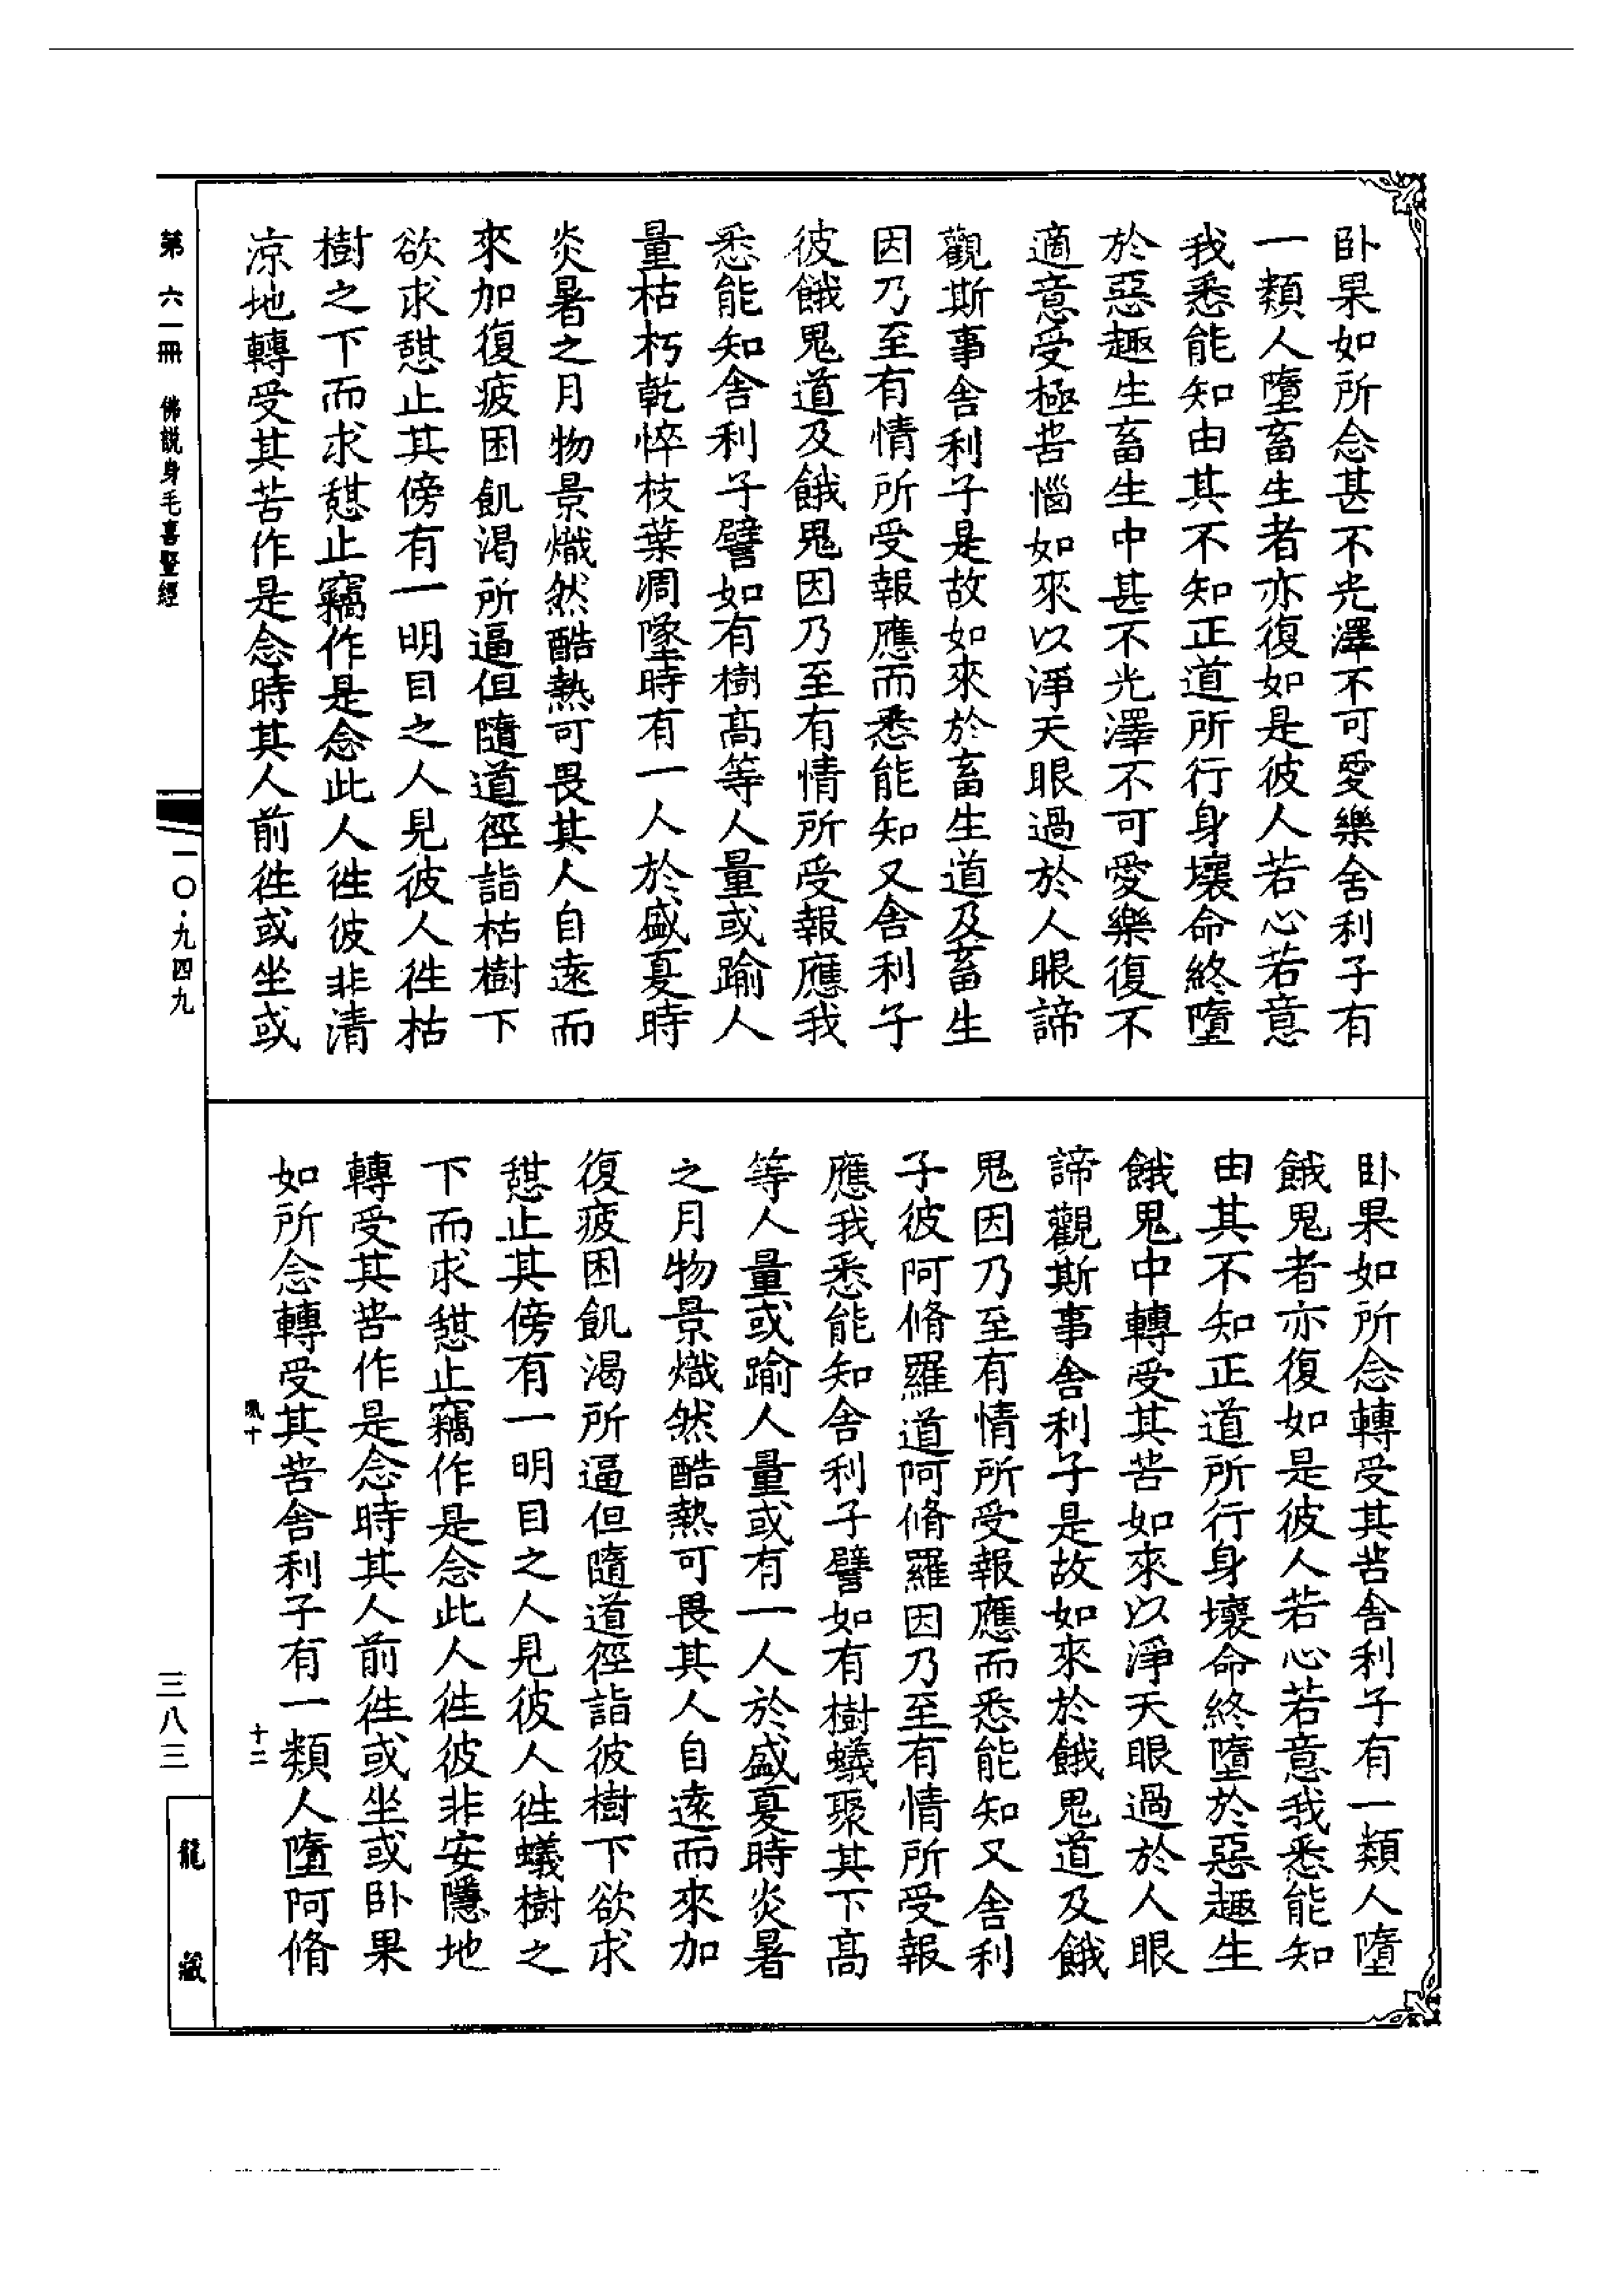 卧果如所念甚不光澤不可愛樂舍利子有
一類人墮畜生者亦復如是彼人若心若意
我悉能知由其不知正道所行身壞命終墮
於惡趣生畜生中甚不光澤不可愛樂復不
適意受極苦惱如來以淨天眼過於人眼諦
觀斯事舍利子是故如來於畜生道及畜生
因乃至有情所受報應而悉能知又舍利子
彼餓鬼道及餓鬼因乃至有情所受報應我
悉能知舍利子譬如有樹高等人量或踰人
量枯朽乾悴枝葉凋墜時有一人於盛夏時
炎暑之月物景熾然酷熱可畏其人自遠而
來加復疲困飢渴所逼但隨道徑詣枯樹下
欲求憇止其傍有一明目之人見彼人徃枯
樹之下而求憇止竊作是念此人徃彼非清
凉地轉受其苦作是念時其人前徃或坐或
卧果如所念轉受其苦舍利子有一類人墮
餓鬼者亦復如是彼人若心若意我悉能知
由其不知正道所行身壞命終墮於惡趣生
餓鬼中轉受其苦如來以淨天眼過於人眼
諦觀斯事舍利子是故如來於餓鬼道及餓
鬼因乃至有情所受報應而悉能知又舍利
子彼阿脩羅道阿脩羅因乃至有情所受報
應我悉能知舍利子譬如有樹蟻聚其下高
等人量或踰人量或有一人於盛夏時炎暑
之月物景熾然酷熱可畏其人自遠而來加
復疲困飢渴所逼但隨道徑詣彼樹下欲求
憇止其傍有一明目之人見彼人徃蟻樹之
下而求憇止竊作是念此人徃彼非安隱地
轉受其苦作是念時其人前徃或坐或卧果
如所念轉受其苦舍利子有一類人墮阿脩
十 十二
第六一冊 佛説身毛喜豎經
一〇·九四九
三八三
龍藏